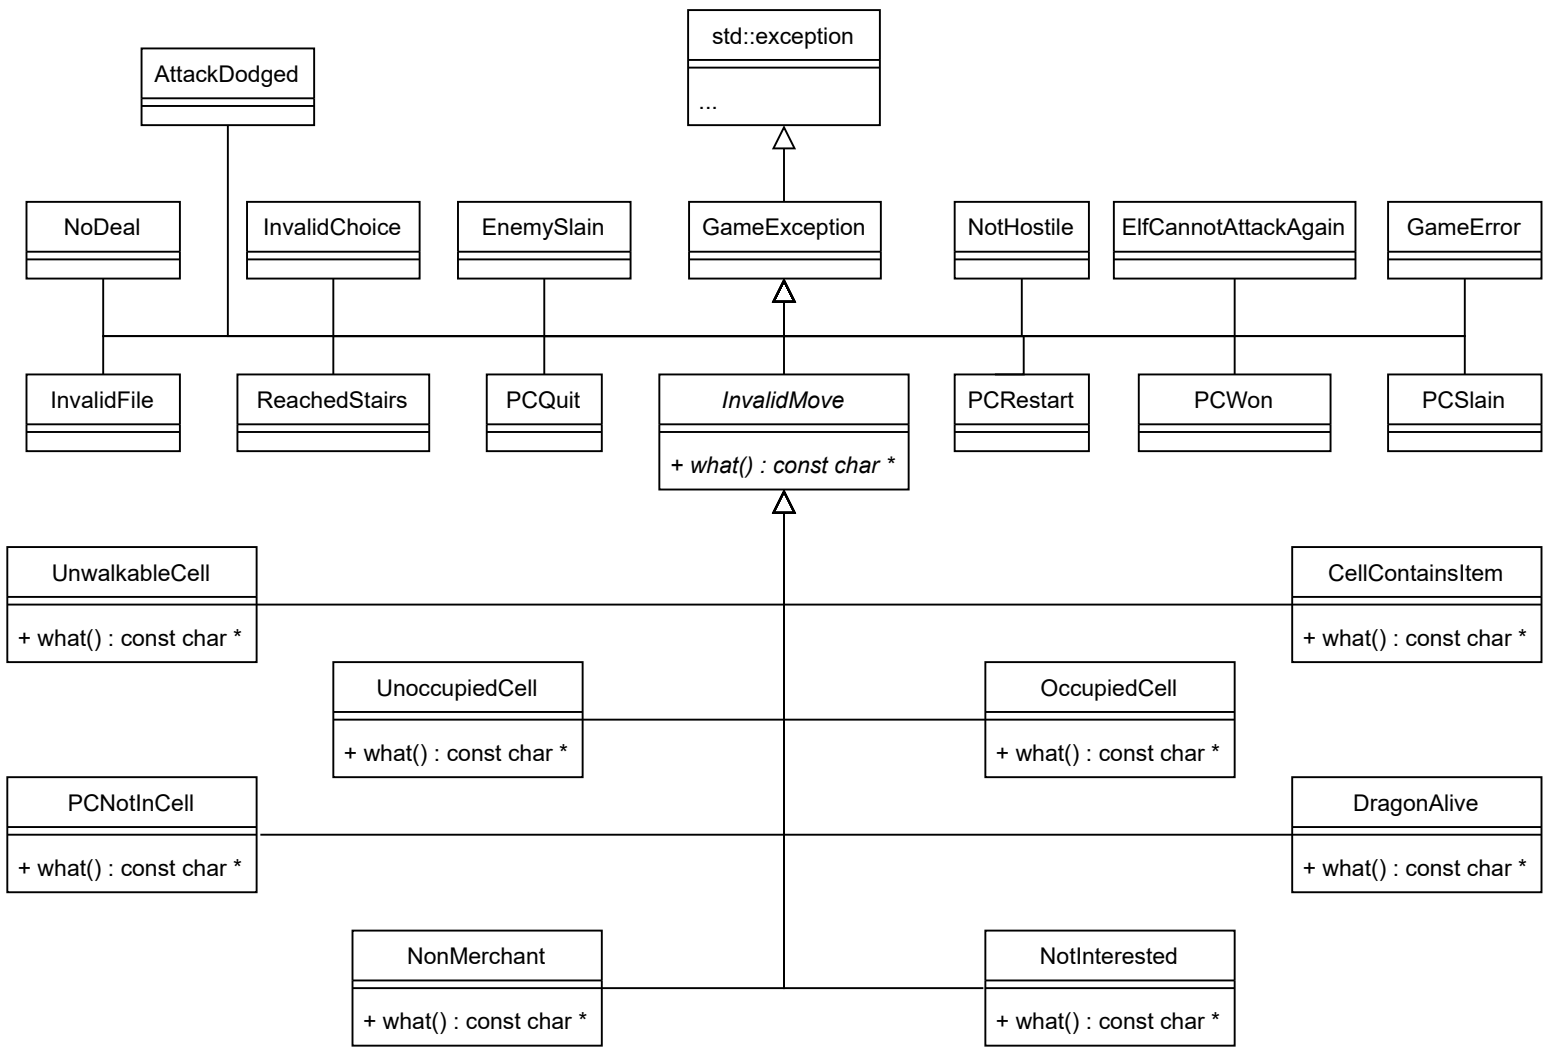 std::exception
...
AttackDodged
NoDeal
InvalidChoice
EnemySlain
GameException
NotHostile
ElfCannotAttackAgain
GameError
InvalidFile
ReachedStairs
PCQuit
InvalidMove
+ what() : const char *
PCRestart
PCWon
PCSlain
UnwalkableCell
+ what() : const char *
CellContainsItem
+ what() : const char *
UnoccupiedCell
+ what() : const char *
OccupiedCell
+ what() : const char *
PCNotInCell
+ what() : const char *
DragonAlive
+ what() : const char *
NonMerchant
+ what() : const char *
NotInterested
+ what() : const char *